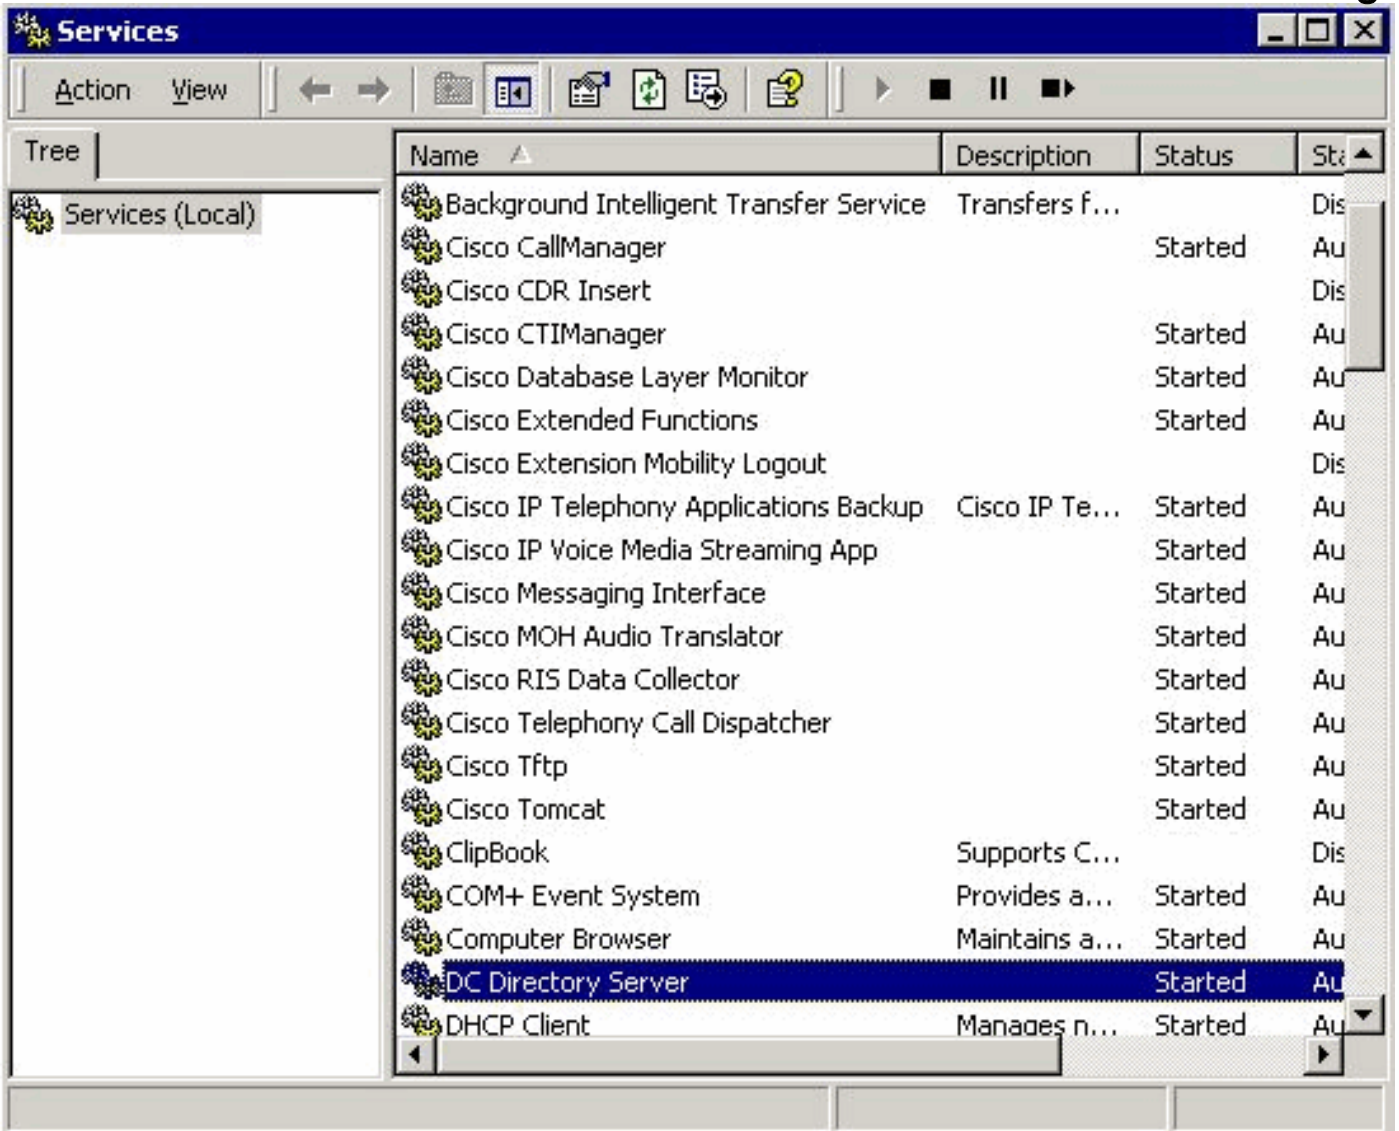 Services
Action View
Tree
Name Description Status Sta
Services (Local)
Background Intelligent Transfer Service Transfers f... Dis
Cisco CallManager Started Au
Cisco CDR Insert Dis
Cisco CTIManager Started Au
Cisco Database Layer Monitor Started Au
Cisco Extended Functions Started Au
Cisco Extension Mobility Logout Dis
Cisco IP Telephony Applications Backup Cisco IP Te... Started Au
Cisco IP Voice Media Streaming App Started Au
Cisco Messaging Interface Started Au
Cisco MOH Audio Translator Started Au
Cisco RIS Data Collector Started Au
Cisco Telephony Call Dispatcher Started Au
Cisco Tftp Started Au
Cisco Tomcat Started Au
ClipBook Supports C... Dis
COM+ Event System Provides a... Started Au
Computer Browser Maintains a... Started Au
DC Directory Server Started Au
DHCP Client Manages n... Started Au